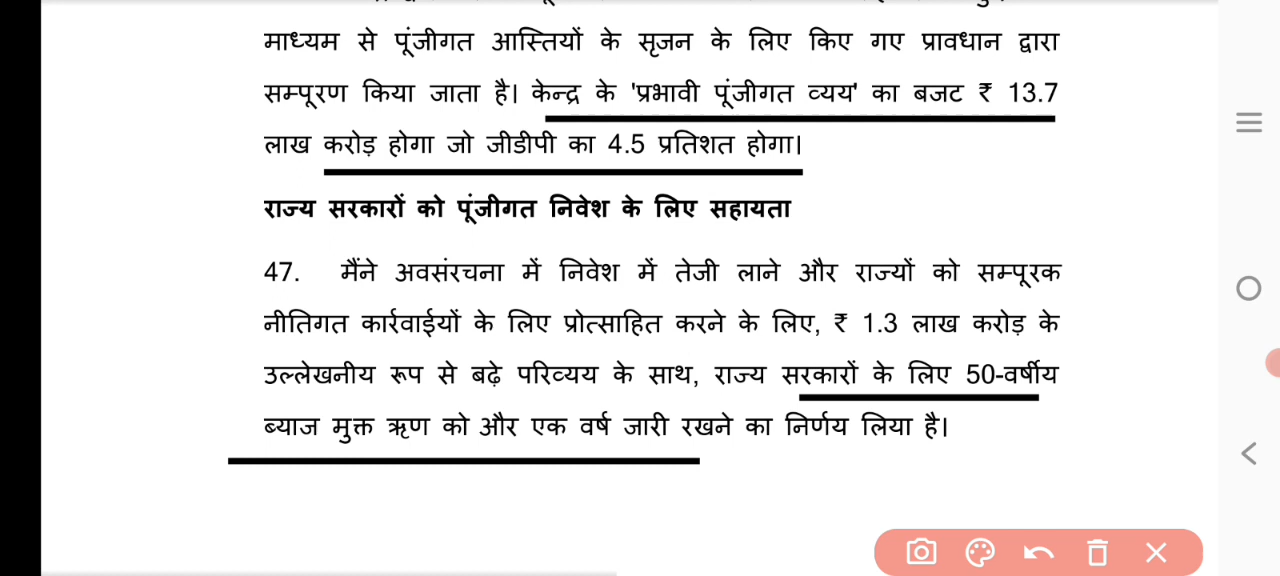 माध्यम से पूंजीगत आस्तियों के सृजन के लिए किए गए प्रावधान द्वारा
सम्पूरण किया जाता है। केन्द्र के 'प्रभावी पूंजीगत व्यय' का बजट ₹ 13.7
लाख करोड़ होगा जो जीडीपी का 4.5 प्रतिशत होगा।
राज्य सरकारों को पूंजीगत निवेश के लिए सहायता
47. मैंने अवसंरचना में निवेश में तेजी लाने और राज्यों को सम्पूरक
नीतिगत कार्रवाईयों के लिए प्रोत्साहित करने के लिए, ₹ 1.3 लाख करोड़ के
उल्लेखनीय रूप से बढ़े परिव्यय के साथ, राज्य सरकारों के लिए 50-वर्षीय
ब्याज मुक्त ऋण को और एक वर्ष जारी रखने का निर्णय लिया है।